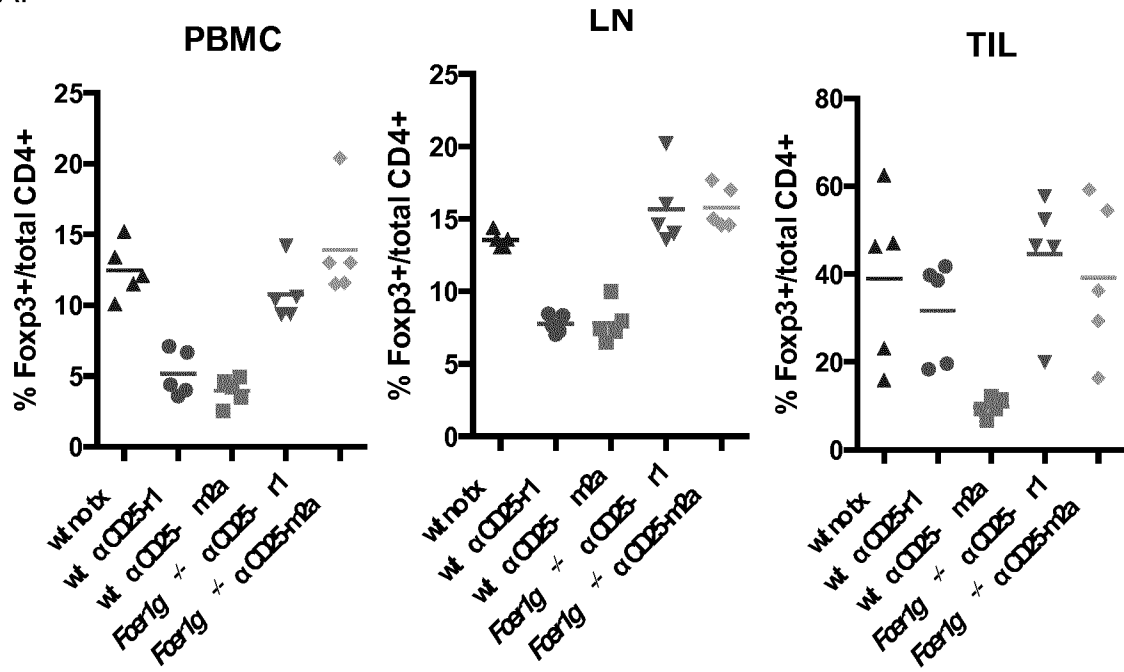 PBMC
% Foxp3+/total CD4+
25
20
15
10
5
0
wt no tx
wt αCD25-r1
wt αCD25- m2a
Fcer1g -/- αCD25- r1
Fcer1g -/- αCD25-m2a
LN
% Foxp3+/total CD4+
25
20
15
10
5
0
wt no tx
wt αCD25-r1
wt αCD25- m2a
Fcer1g -/- αCD25- r1
Fcer1g -/- αCD25-m2a
TIL
% Foxp3+/total CD4+
80
60
40
20
0
wt no tx
wt αCD25-r1
wt αCD25- m2a
Fcer1g -/- αCD25- r1
Fcer1g -/- αCD25-m2a